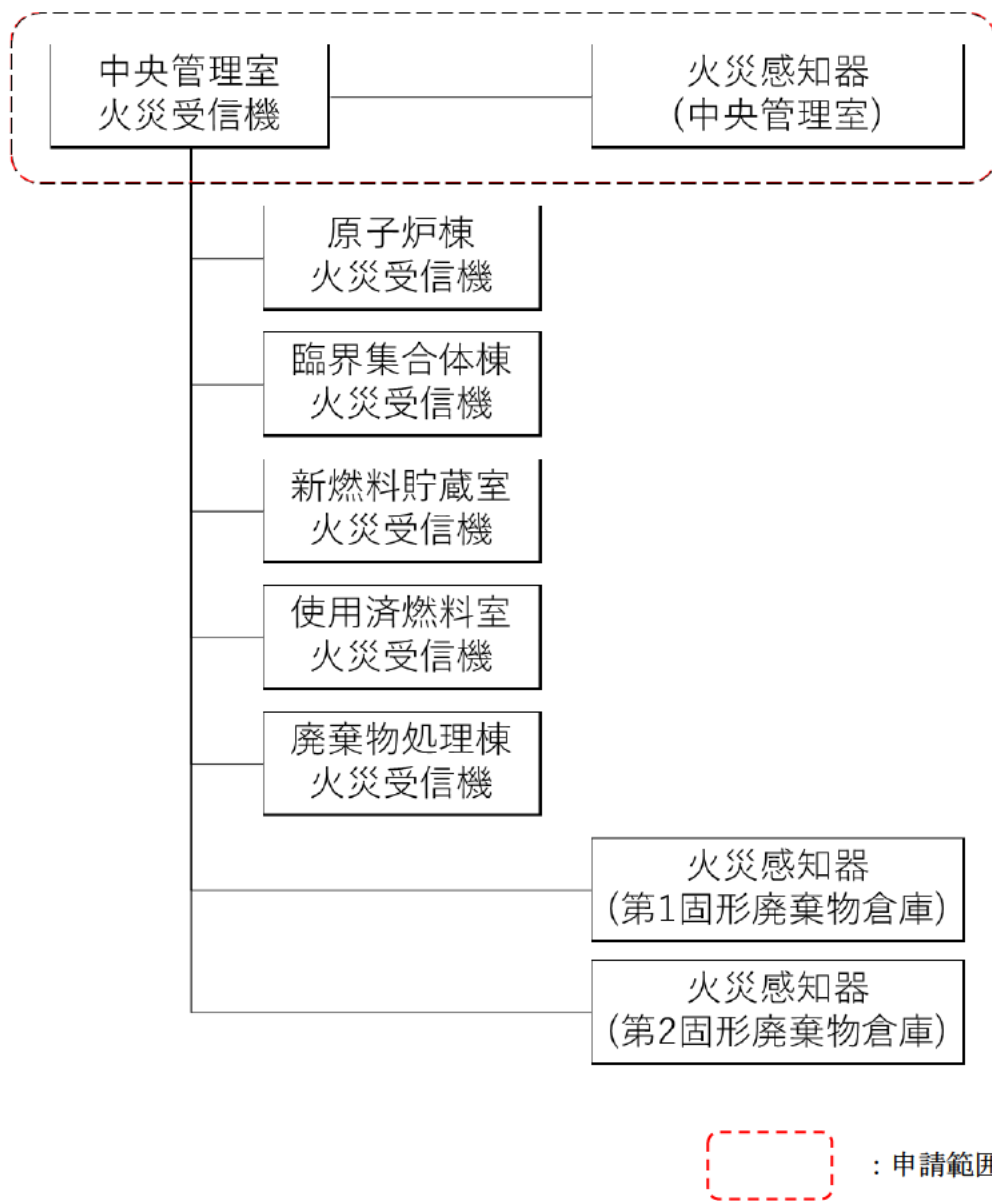 中央管理室
火災受信機
火災感知器
(中央管理室)
原子炉棟
火災受信機
臨界集合体棟
火災受信機
新燃料貯蔵室
火災受信機
使用済燃料室
火災受信機
廃棄物処理棟
火災受信機
火災感知器
(第1固形廃棄物倉庫)
火災感知器
(第2固形廃棄物倉庫)
：申請範囲